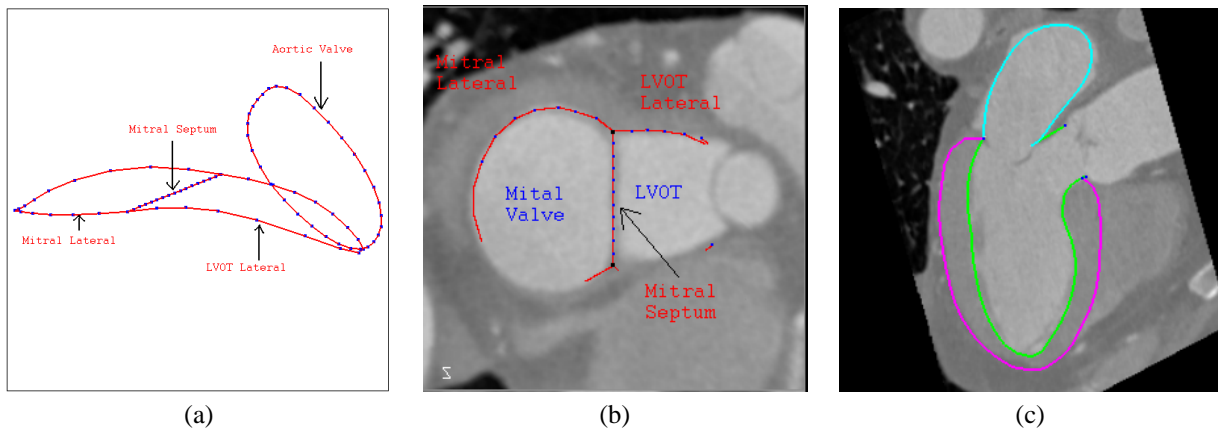 Aortic Valve
Mitral Septum
Mitral Lateral
LVOT Lateral
(a)
Mitral
Lateral
LVOT
Lateral
Mital
Valve
LVOT
Mitral
Septum
(b)
(c)